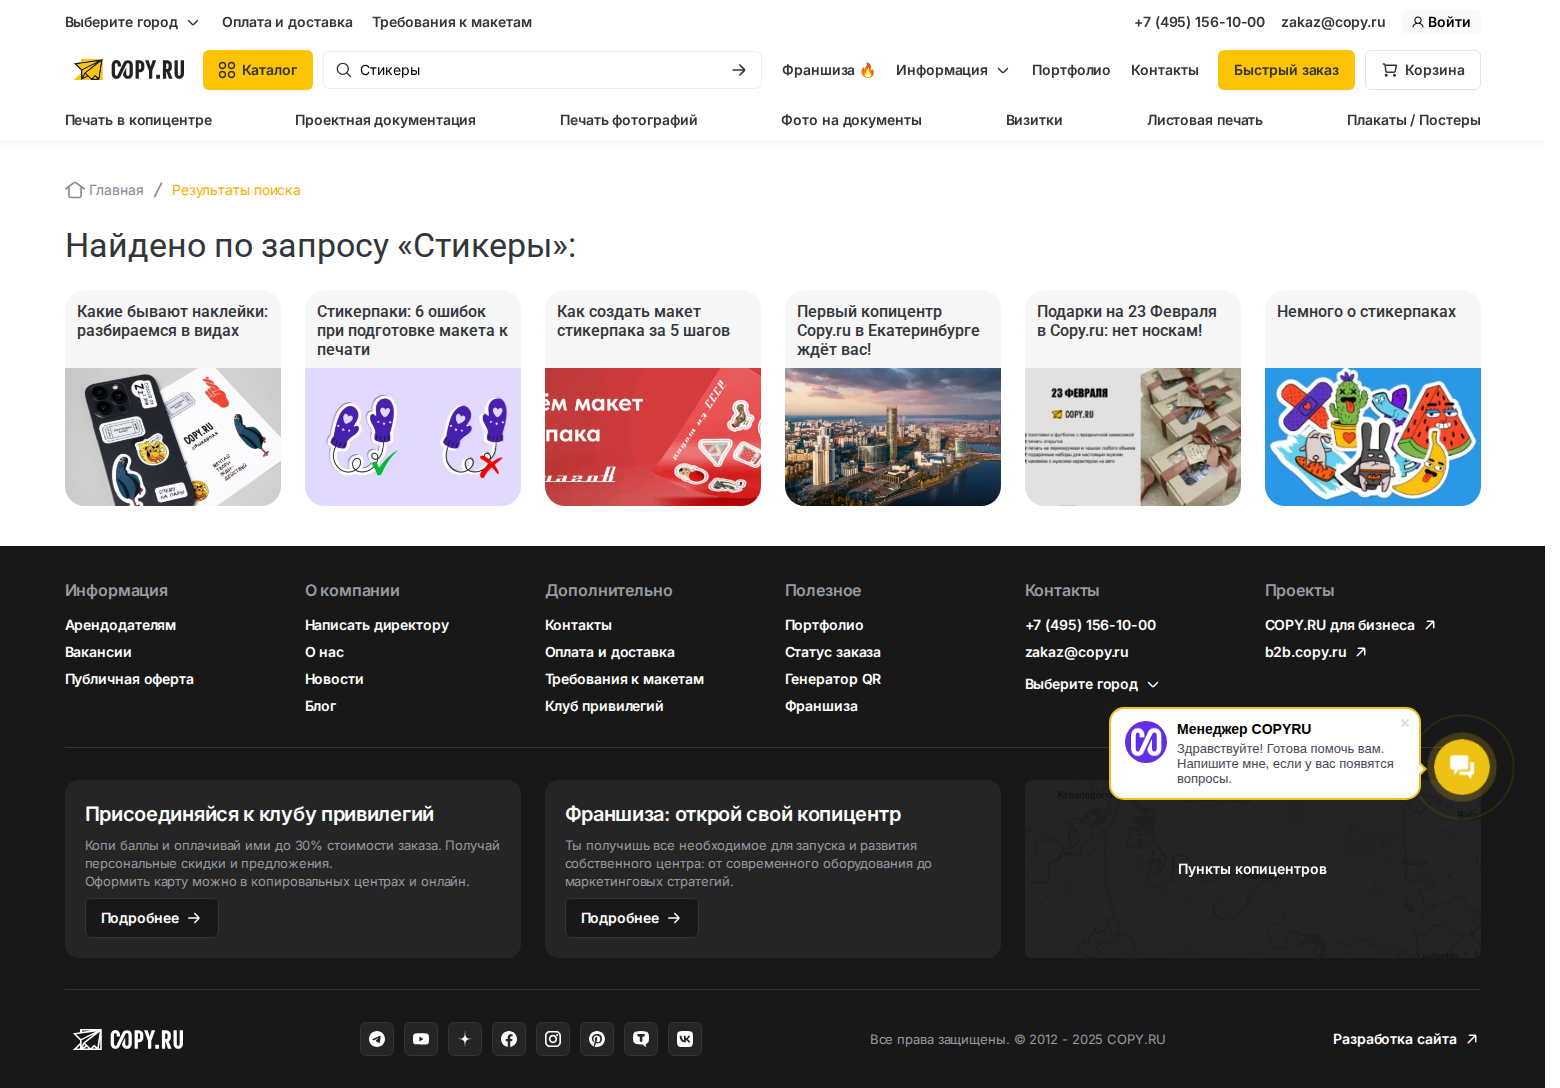 Выберите город
Оплата и доставка
Требования к макетам
+7 (495) 156-10-00
zakaz@copy.ru
Войти
COPY.RU
Каталог
Стикеры
Франшиза 🔥
Информация
Портфолио
Контакты
Быстрый заказ
Корзина
Печать в копицентре
Проектная документация
Печать фотографий
Фото на документы
Визитки
Листовая печать
Плакаты / Постеры
Главная / Результаты поиска
Найдено по запросу «Стикеры»:
Какие бывают наклейки:
разбираемся в видах
COPY.RU
Стикерпаки: 6 ошибок
при подготовке макета к
печати
Как создать макет
стикерпака за 5 шагов
ём макет
пака
Первый копицентр
Copy.ru в Екатеринбурге
ждёт вас!
Подарки на 23 Февраля
в Copy.ru: нет носкам!
23 ФЕВРАЛЯ
COPY.RU
Немного о стикерпаках
Информация
Арендодателям
Вакансии
Публичная оферта
О компании
Написать директору
О нас
Новости
Блог
Дополнительно
Контакты
Оплата и доставка
Требования к макетам
Клуб привилегий
Полезное
Портфолио
Статус заказа
Генератор QR
Франшиза
Контакты
+7 (495) 156-10-00
zakaz@copy.ru
Выберите город
Проекты
COPY.RU для бизнеса
b2b.copy.ru
Менеджер COPYRU
Здравствуйте! Готова помочь вам.
Напишите мне, если у вас появятся
вопросы.
Присоединяйся к клубу привилегий
Копи баллы и оплачивай ими до 30% стоимости заказа. Получай
персональные скидки и предложения.
Оформить карту можно в копировальных центрах и онлайн.
Подробнее
Франшиза: открой свой копицентр
Ты получишь все необходимое для запуска и развития
собственного центра: от современного оборудования до
маркетинговых стратегий.
Подробнее
Пункты копицентров
COPY.RU
Все права защищены. © 2012 - 2025 COPY.RU
Разработка сайта